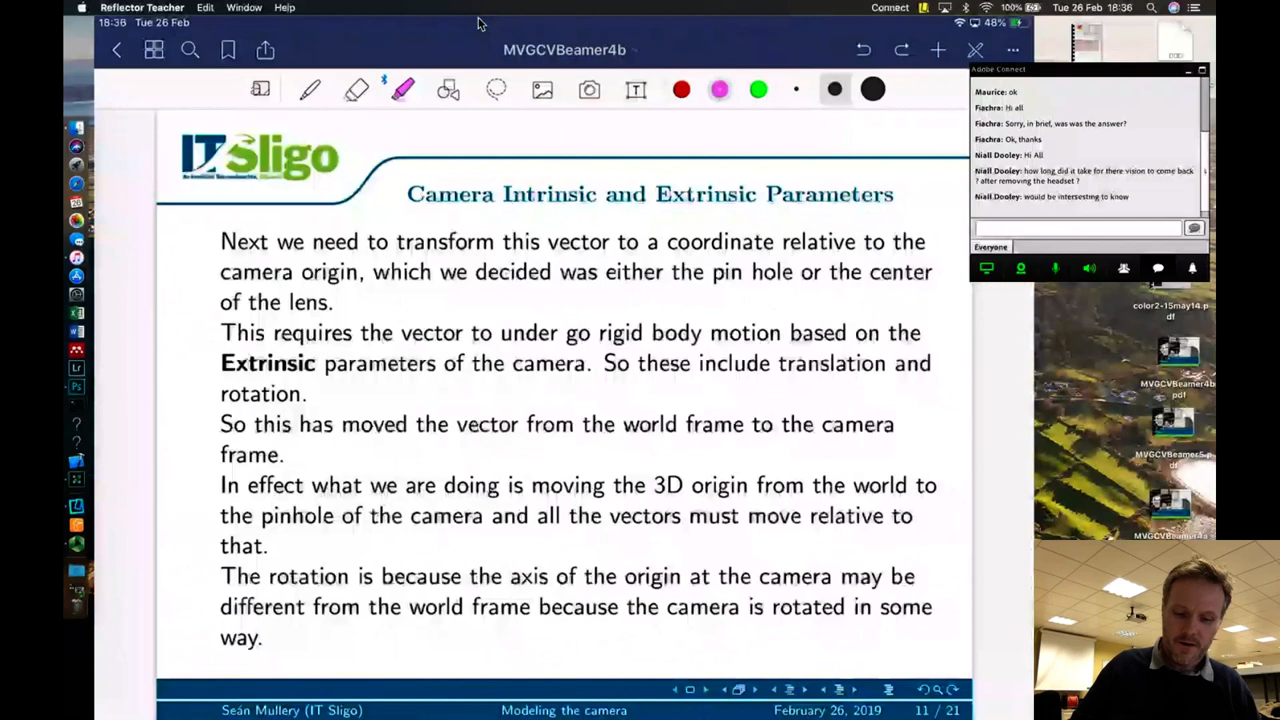 Reflector Teacher Edit Window Help
Connect 100% Tue 26 Feb 18:36
18:36 Tue 26 Feb
48%
MVGCVBeamer4b
T
IT Sligo
Camera Intrinsic and Extrinsic Parameters
Next we need to transform this vector to a coordinate relative to the
camera origin, which we decided was either the pin hole or the center
of the lens.
This requires the vector to under go rigid body motion based on the
Extrinsic parameters of the camera. So these include translation and
rotation.
So this has moved the vector from the world frame to the camera
frame.
In effect what we are doing is moving the 3D origin from the world to
the pinhole of the camera and all the vectors must move relative to
that.
The rotation is because the axis of the origin at the camera may be
different from the world frame because the camera is rotated in some
way.
Seán Mullery (IT Sligo) Modeling the camera February 26, 2019 11 / 21
Adobe Connect
Maurice: ok
Fiachra: Hi all
Fiachra: Sorry, in brief, was was the answer?
Fiachra: Ok, thanks
Niall Dooley: Hi All
Niall Dooley: how long did it take for there vision to come back
? after removing the headset ?
Niall Dooley: would be intersesting to know
Everyone
color2-15may14.p
df
MVGCVBeamer4b
pdf
MVGCVBeamer5.p
df
MVGCVBeamer4a
Lr
Ps